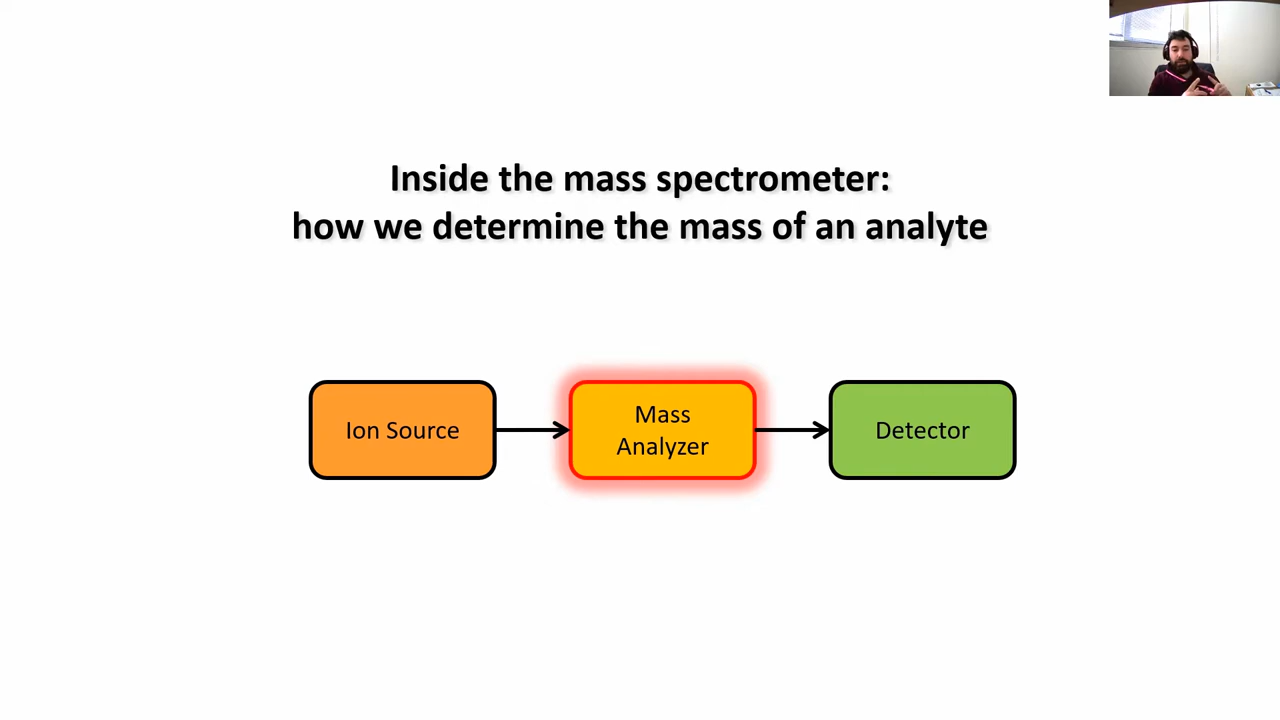 Inside the mass spectrometer:
how we determine the mass of an analyte
Ion Source
Mass
Analyzer
Detector